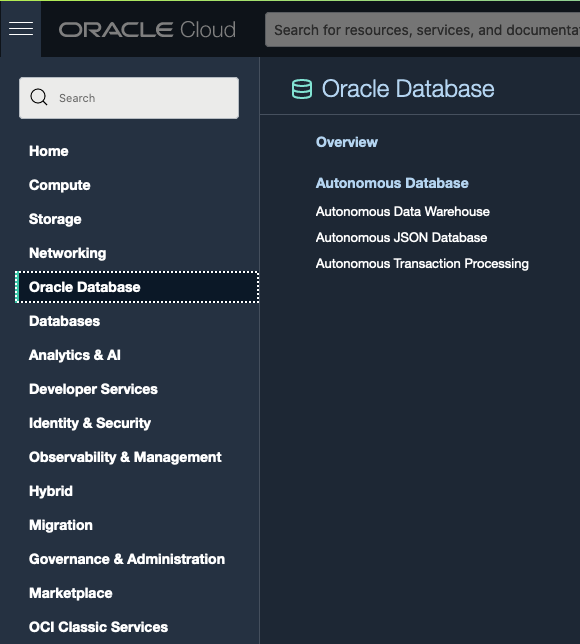 ORACLE Cloud
Search for resources, services, and documenta
Search
Home
Compute
Storage
Networking
Oracle Database
Databases
Analytics & AI
Developer Services
Identity & Security
Observability & Management
Hybrid
Migration
Governance & Administration
Marketplace
OCI Classic Services
Oracle Database
Overview
Autonomous Database
Autonomous Data Warehouse
Autonomous JSON Database
Autonomous Transaction Processing